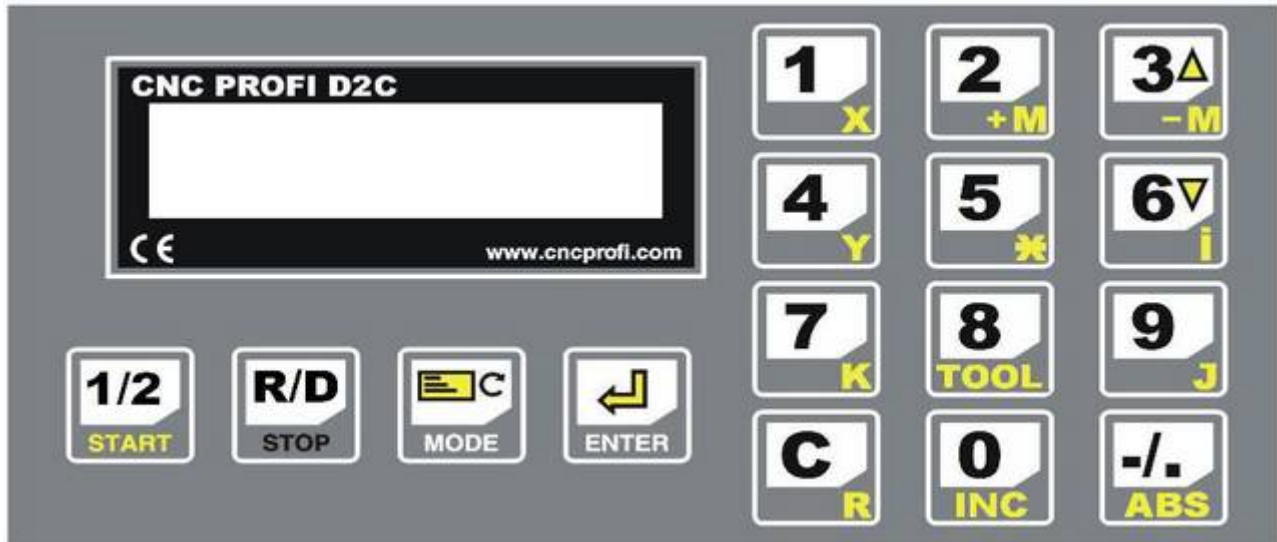 CNC PROFI D2C
CE
www.cncprofi.com
1/2
START
R/D
STOP
MODE
ENTER
1
X
2
+M
3
-M
4
Y
5
Ж
6
i
7
K
8
TOOL
9
J
C
R
0
INC
-/.
ABS